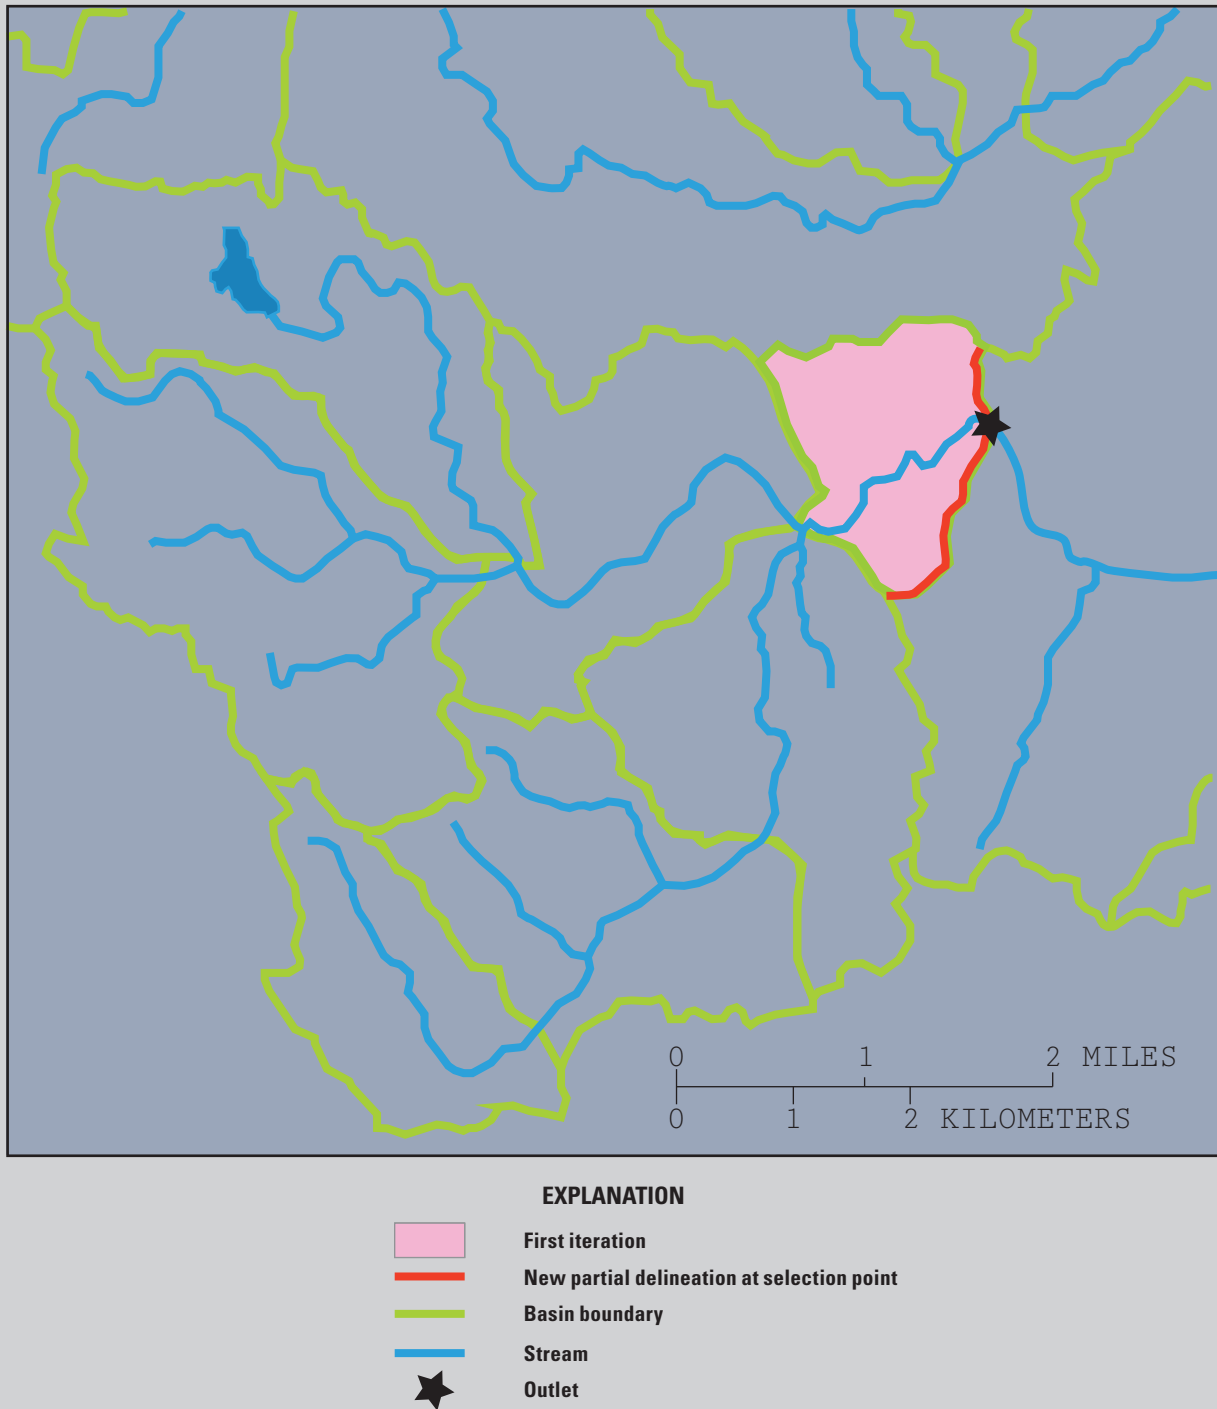 0 1 2 MILES
0 1 2 KILOMETERS
EXPLANATION
First iteration
New partial delineation at selection point
Basin boundary
Stream
Outlet